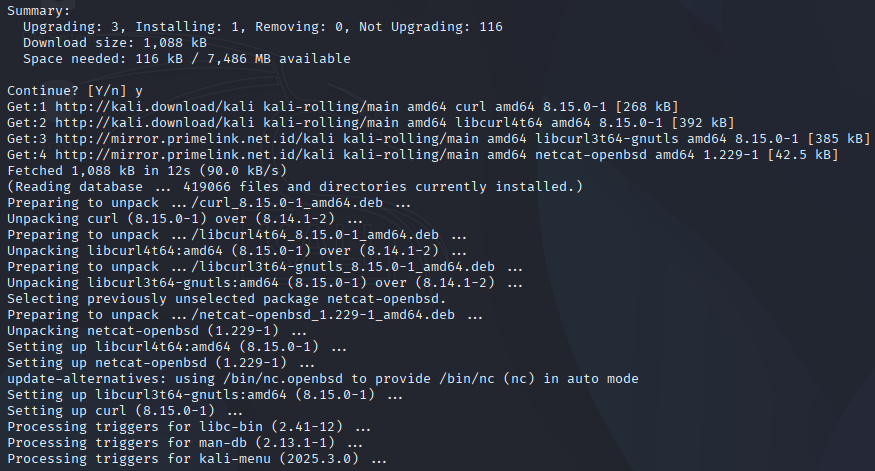 Summary:
  Upgrading: 3, Installing: 1, Removing: 0, Not Upgrading: 116
  Download size: 1,088 kB
  Space needed: 116 kB / 7,486 MB available

Continue? [Y/n] y
Get:1 http://kali.download/kali kali-rolling/main amd64 curl amd64 8.15.0-1 [268 kB]
Get:2 http://kali.download/kali kali-rolling/main amd64 libcurl4t64 amd64 8.15.0-1 [392 kB]
Get:3 http://mirror.primelink.net.id/kali kali-rolling/main amd64 libcurl3t64-gnutls amd64 8.15.0-1 [385 kB]
Get:4 http://mirror.primelink.net.id/kali kali-rolling/main amd64 netcat-openbsd amd64 1.229-1 [42.5 kB]
Fetched 1,088 kB in 12s (90.0 kB/s)
(Reading database ... 419066 files and directories currently installed.)
Preparing to unpack .../curl_8.15.0-1_amd64.deb ...
Unpacking curl (8.15.0-1) over (8.14.1-2) ...
Preparing to unpack .../libcurl4t64_8.15.0-1_amd64.deb ...
Unpacking libcurl4t64:amd64 (8.15.0-1) over (8.14.1-2) ...
Preparing to unpack .../libcurl3t64-gnutls_8.15.0-1_amd64.deb ...
Unpacking libcurl3t64-gnutls:amd64 (8.15.0-1) over (8.14.1-2) ...
Selecting previously unselected package netcat-openbsd.
Preparing to unpack .../netcat-openbsd_1.229-1_amd64.deb ...
Unpacking netcat-openbsd (1.229-1) ...
Setting up libcurl4t64:amd64 (8.15.0-1) ...
Setting up netcat-openbsd (1.229-1) ...
update-alternatives: using /bin/nc.openbsd to provide /bin/nc (nc) in auto mode
Setting up libcurl3t64-gnutls:amd64 (8.15.0-1) ...
Setting up curl (8.15.0-1) ...
Processing triggers for libc-bin (2.41-12) ...
Processing triggers for man-db (2.13.1-1) ...
Processing triggers for kali-menu (2025.3.0) ...